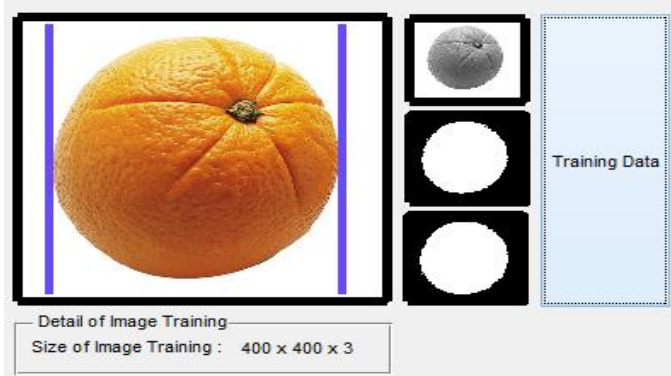 Training Data
Detail of Image Training
Size of Image Training : 400 x 400 x 3